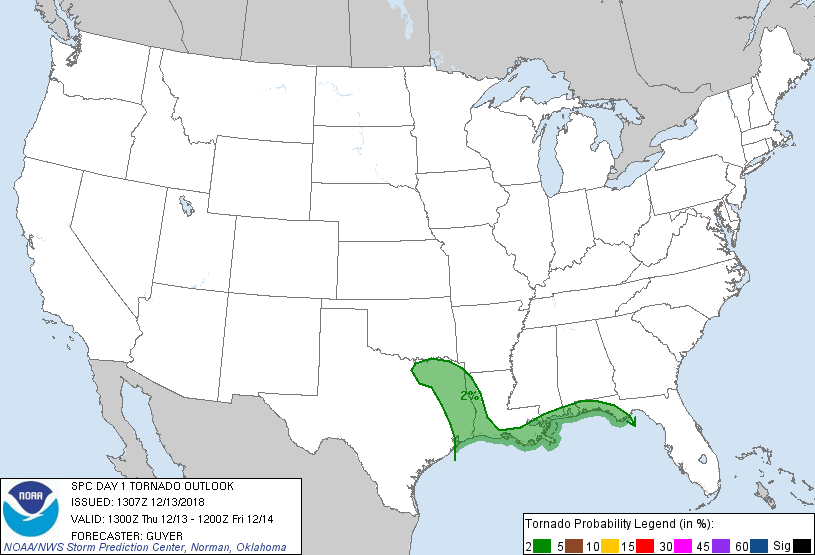 2%
SPC DAY 1 TORNADO OUTLOOK
ISSUED: 1307Z 12/13/2018
VALID: 1300Z Thu 12/13 - 1200Z Fri 12/14
FORECASTER: GUYER
NOAA/NWS Storm Prediction Center, Norman, Oklahoma
NOAA
Tornado Probability Legend (in %):
2 5 10 15 30 45 60 Sig